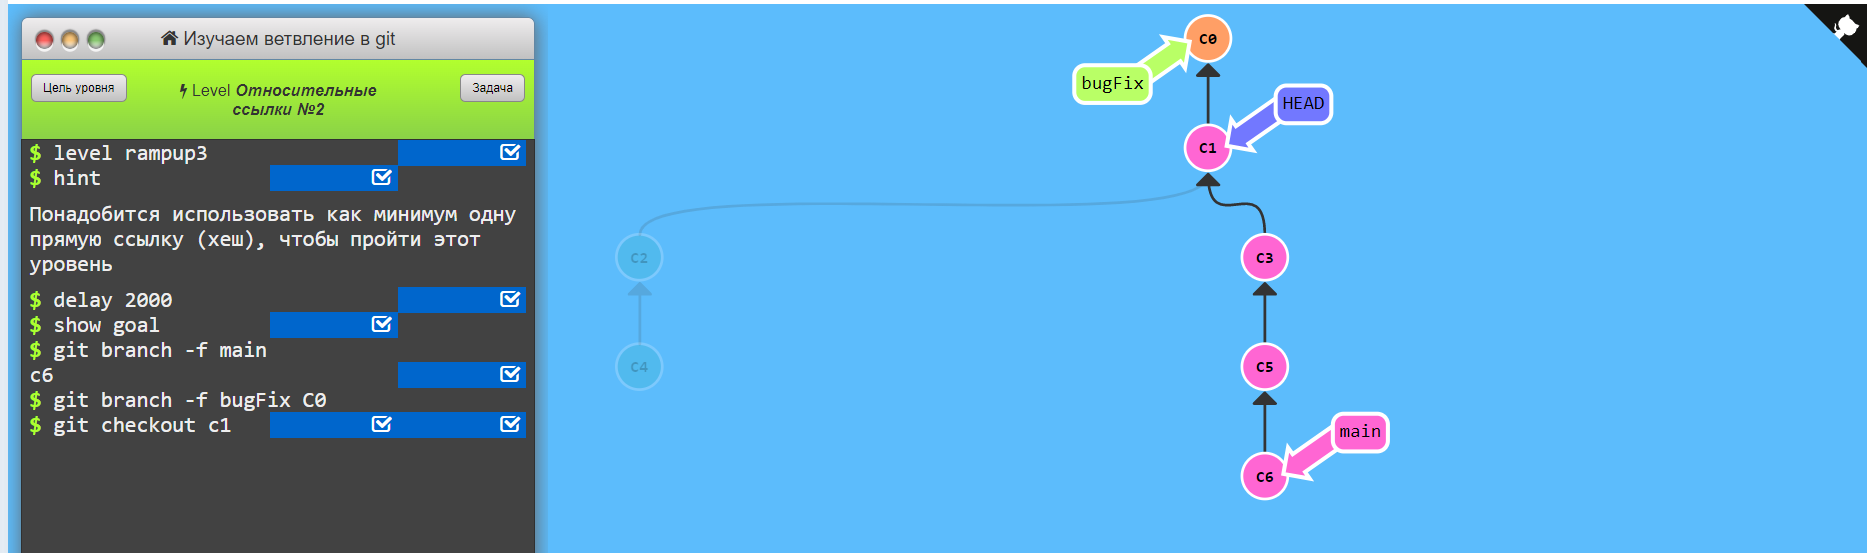 Изучаем ветвление в git
Цель уровня
Level Относительные
ссылки №2
Задача
$ level rampup3
$ hint
Понадобится использовать как минимум одну
прямую ссылку (хеш), чтобы пройти этот
уровень
$ delay 2000
$ show goal
$ git branch -f main
c6
$ git branch -f bugFix C0
$ git checkout c1
C0
bugFix
HEAD
C1
C2
C3
C4
C5
main
C6